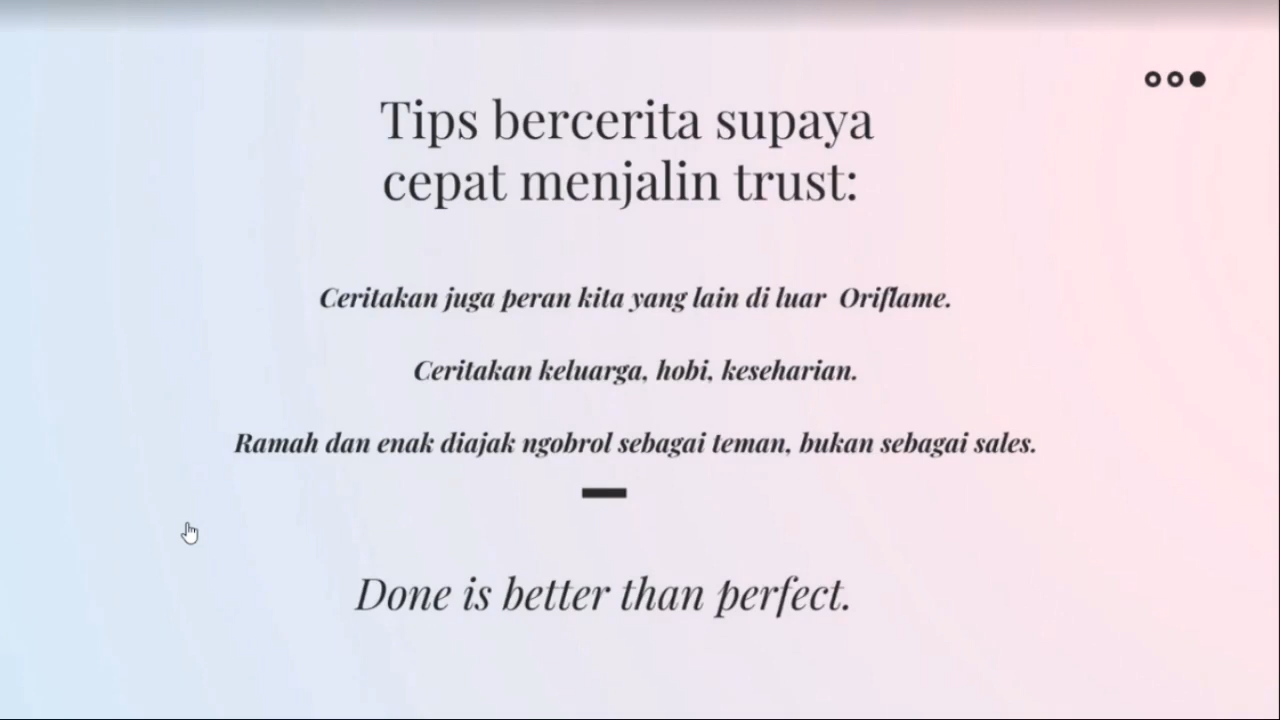 Tips bercerita supaya
cepat menjalin trust:
Ceritakan juga peran kita yang lain di luar Oriflame.
Ceritakan keluarga, hobi, keseharian.
Ramah dan enak diajak ngobrol sebagai teman, bukan sebagai sales.
Done is better than perfect.